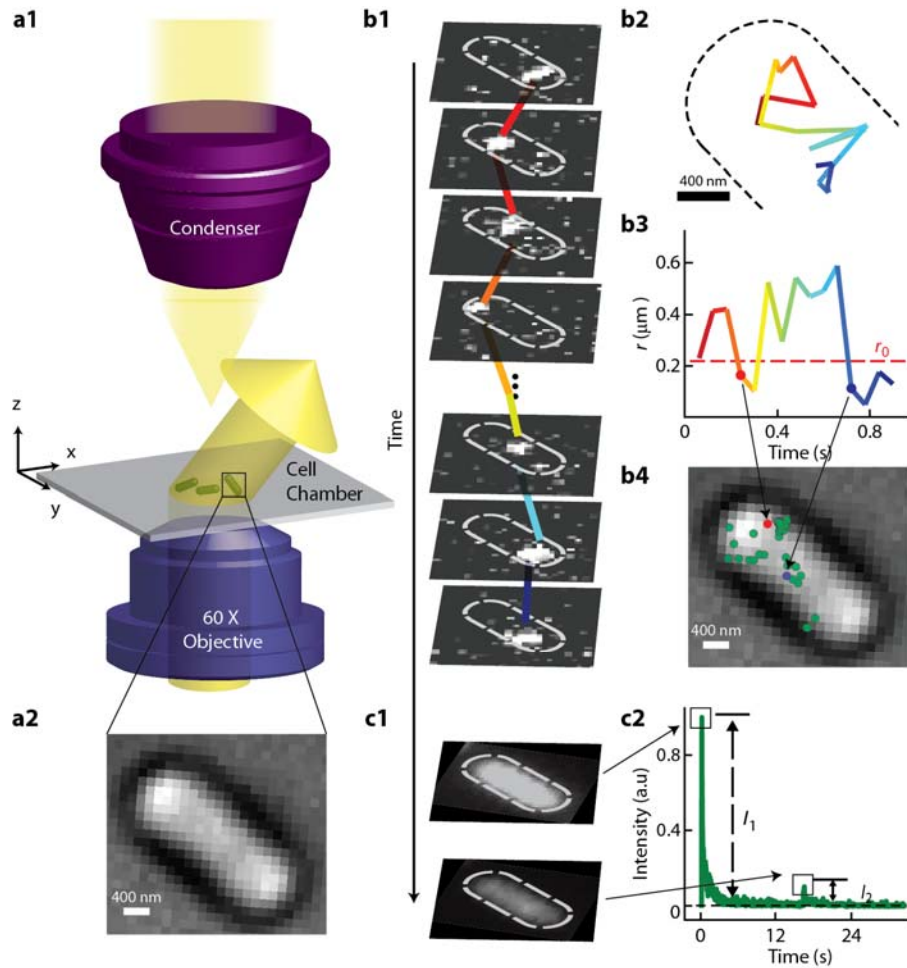 a1
Condenser
z
x
y
Cell
Chamber
60 X
Objective
a2
400 nm
b1
Time
b2
400 nm
b3
0.6
0.4
0.2
r (μm)
r0
0
0.4
0.8
Time (s)
b4
400 nm
c1
c2
Intensity (a.u)
0.8
0.4
0
I1
I2
0
12
24
Time (s)